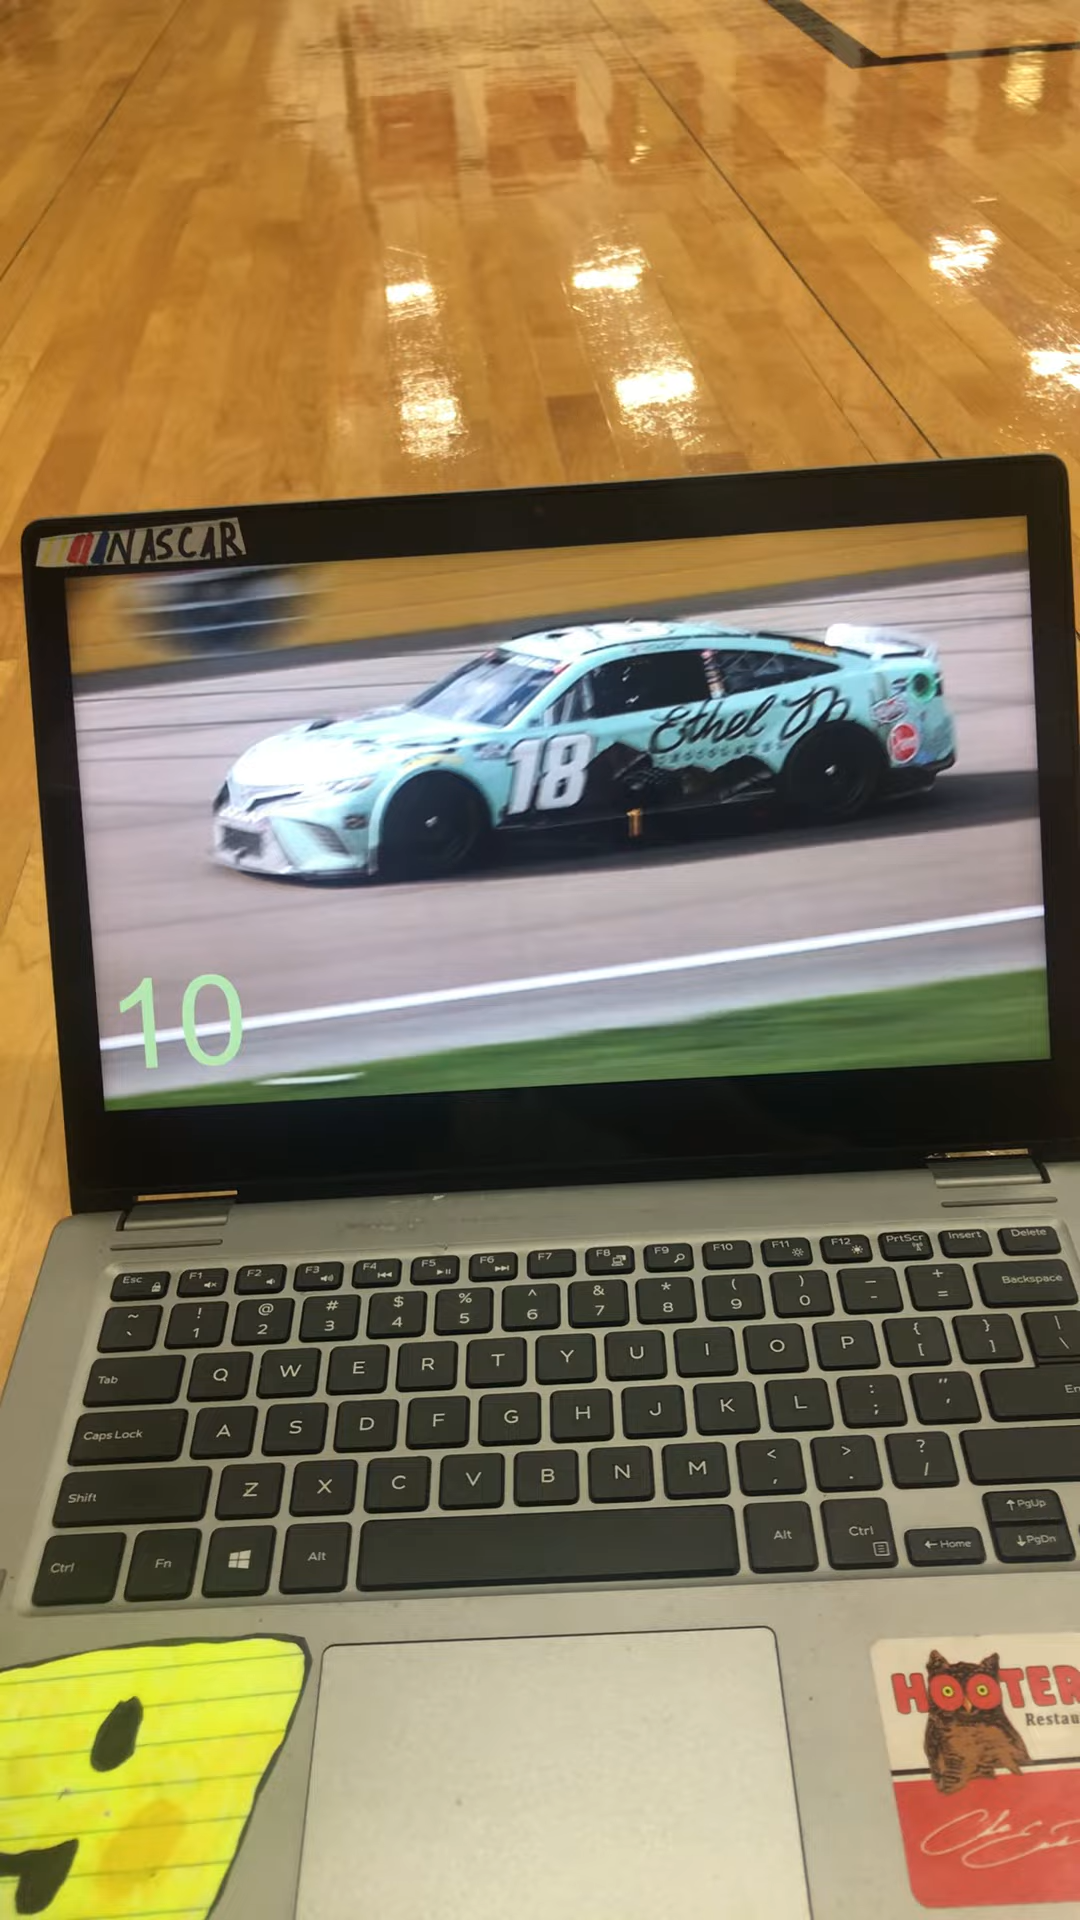 NASCAR
18
Ethel M
CHOCOLATES
10
Esc F1 F2 F3 F4 F5 F6 F7 F8 F9 F10 F11 F12 PrtScr Insert Delete
~ ` ! 1 @ 2 # 3 $ 4 % 5 ^ 6 & 7 * 8 ( 9 ) 0 _ - + = Backspace
Tab Q W E R T Y U I O P { [ } ] | \
Caps Lock A S D F G H J K L : ; " ' En
Shift Z X C V B N M < , > . ? / ↑ PgUp
Ctrl Fn Alt Alt Ctrl ← Home ↓ PgDn
HOOTER
Restau